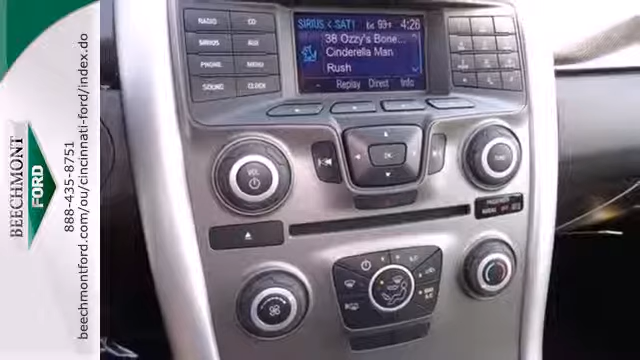 BEECHMONT
FORD
888-435-8751
beechmontford.com/ou/cincinnati-ford/index.do
RADIO
CD
SIRIUS
AUX
PHONE
MENU
SOUND
CLOCK
SIRIUS < SAT1
4:26
38 Ozzy's Bone...
Cinderella Man
Rush
Replay Direct Info
VOL
OK
TUNE